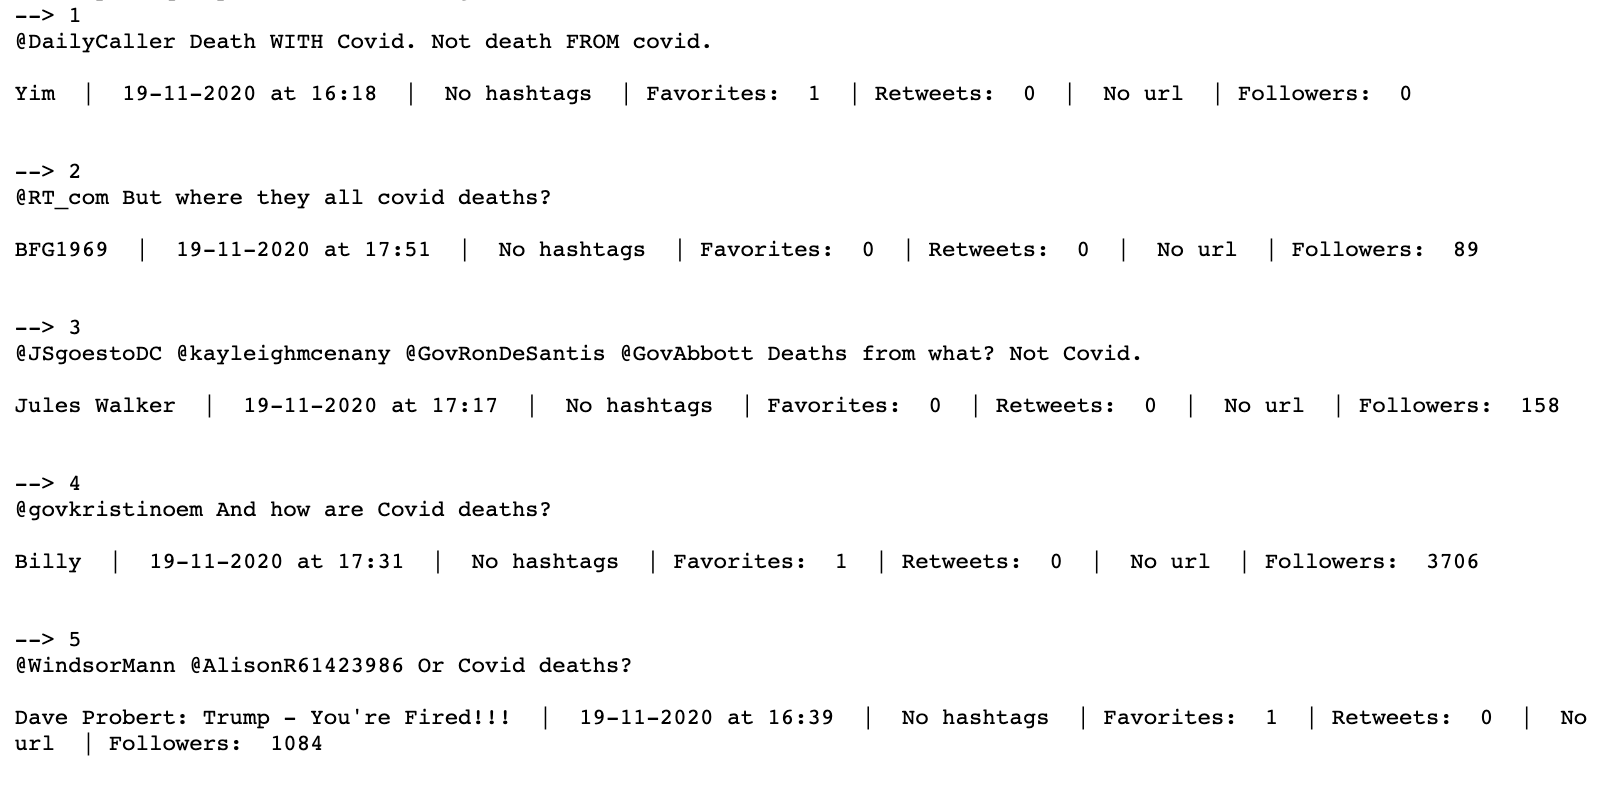 --> 1
@DailyCaller Death WITH Covid. Not death FROM covid.
Yim | 19-11-2020 at 16:18 | No hashtags | Favorites: 1 | Retweets: 0 | No url | Followers: 0
--> 2
@RT_com But where they all covid deaths?
BFG1969 | 19-11-2020 at 17:51 | No hashtags | Favorites: 0 | Retweets: 0 | No url | Followers: 89
--> 3
@JSgoestoDC @kayleighmcenany @GovRonDeSantis @GovAbbott Deaths from what? Not Covid.
Jules Walker | 19-11-2020 at 17:17 | No hashtags | Favorites: 0 | Retweets: 0 | No url | Followers: 158
--> 4
@govkristinoem And how are Covid deaths?
Billy | 19-11-2020 at 17:31 | No hashtags | Favorites: 1 | Retweets: 0 | No url | Followers: 3706
--> 5
@WindsorMann @AlisonR61423986 Or Covid deaths?
Dave Probert: Trump - You're Fired!!! | 19-11-2020 at 16:39 | No hashtags | Favorites: 1 | Retweets: 0 | No
url | Followers: 1084